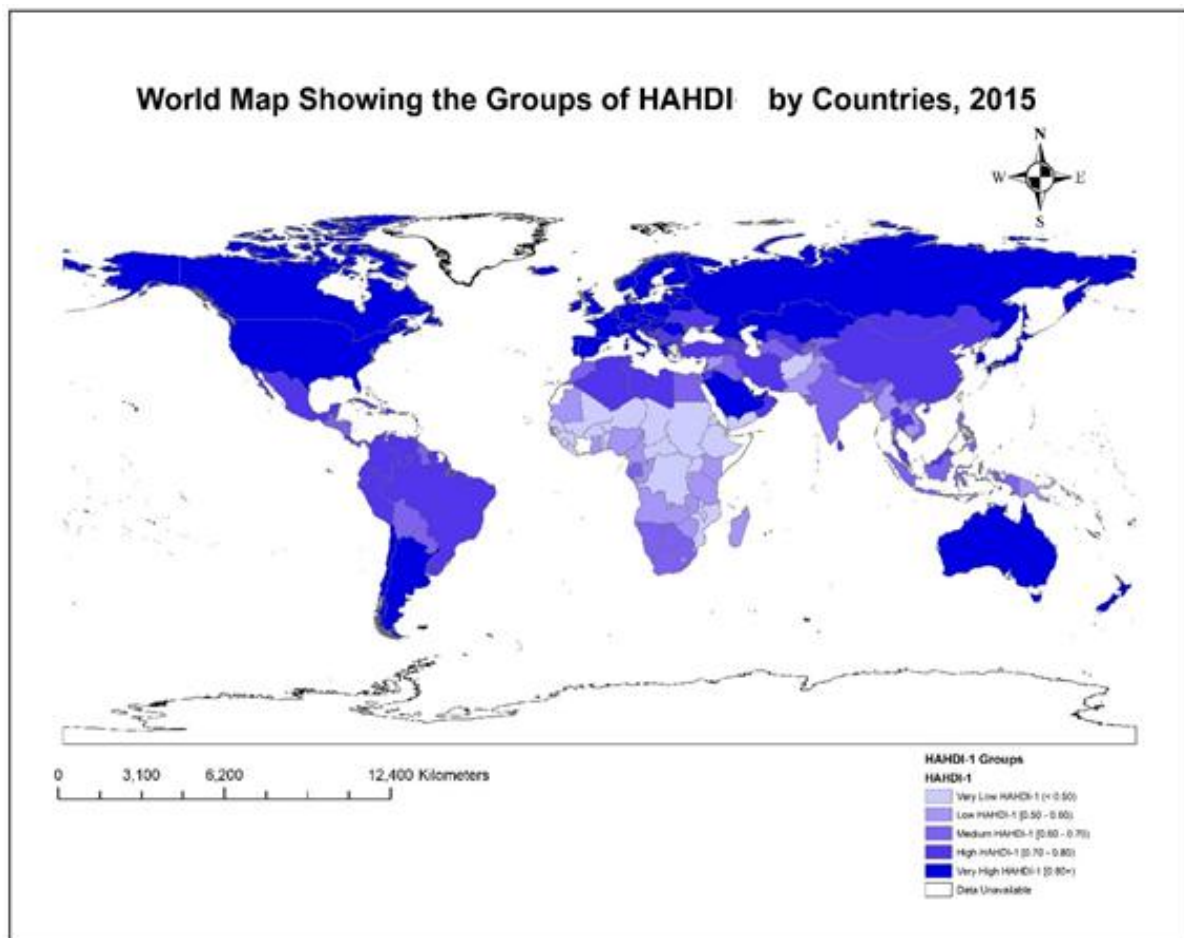 World Map Showing the Groups of HAHDI by Countries, 2015
N
W E
S
0 3,100 6,200 12,400 Kilometers
HAHDI-1 Groups
HAHDI-1
Very Low HAHDI-1 (< 0.50)
Low HAHDI-1 [0.50 - 0.60)
Medium HAHDI-1 [0.60 - 0.70)
High HAHDI-1 [0.70 - 0.80)
Very High HAHDI-1 [0.80+)
Data Unavailable